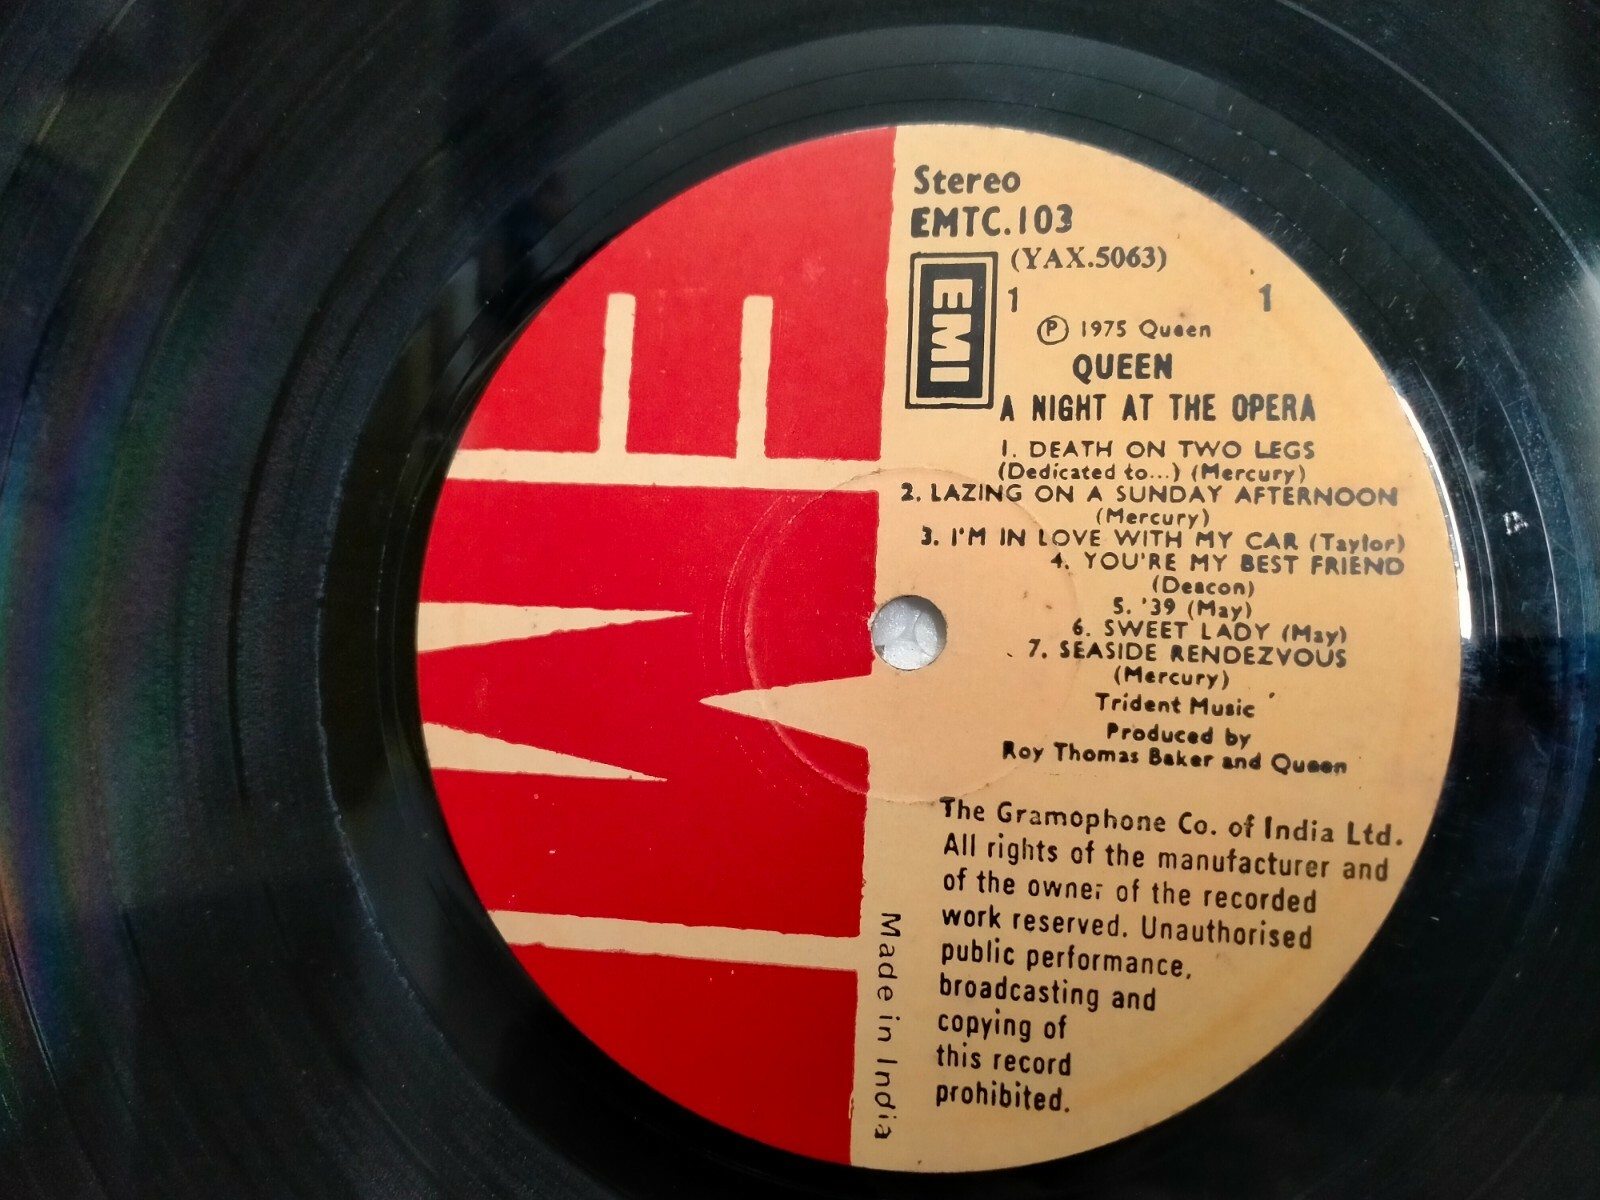 Stereo
EMTC.103
(YAX.5063)
EMI
1 1
Ⓟ 1975 Queen
QUEEN
A NIGHT AT THE OPERA
1. DEATH ON TWO LEGS
(Dedicated to...) (Mercury)
2. LAZING ON A SUNDAY AFTERNOON
(Mercury)
3. I'M IN LOVE WITH MY CAR (Taylor)
4. YOU'RE MY BEST FRIEND
(Deacon)
5. '39 (May)
6. SWEET LADY (May)
7. SEASIDE RENDEZVOUS
(Mercury)
Trident Music
Produced by
Roy Thomas Baker and Queen
The Gramophone Co. of India Ltd.
All rights of the manufacturer and
of the owner of the recorded
work reserved. Unauthorised
public performance,
broadcasting and
copying of
this record
prohibited.
Made in India
EMI